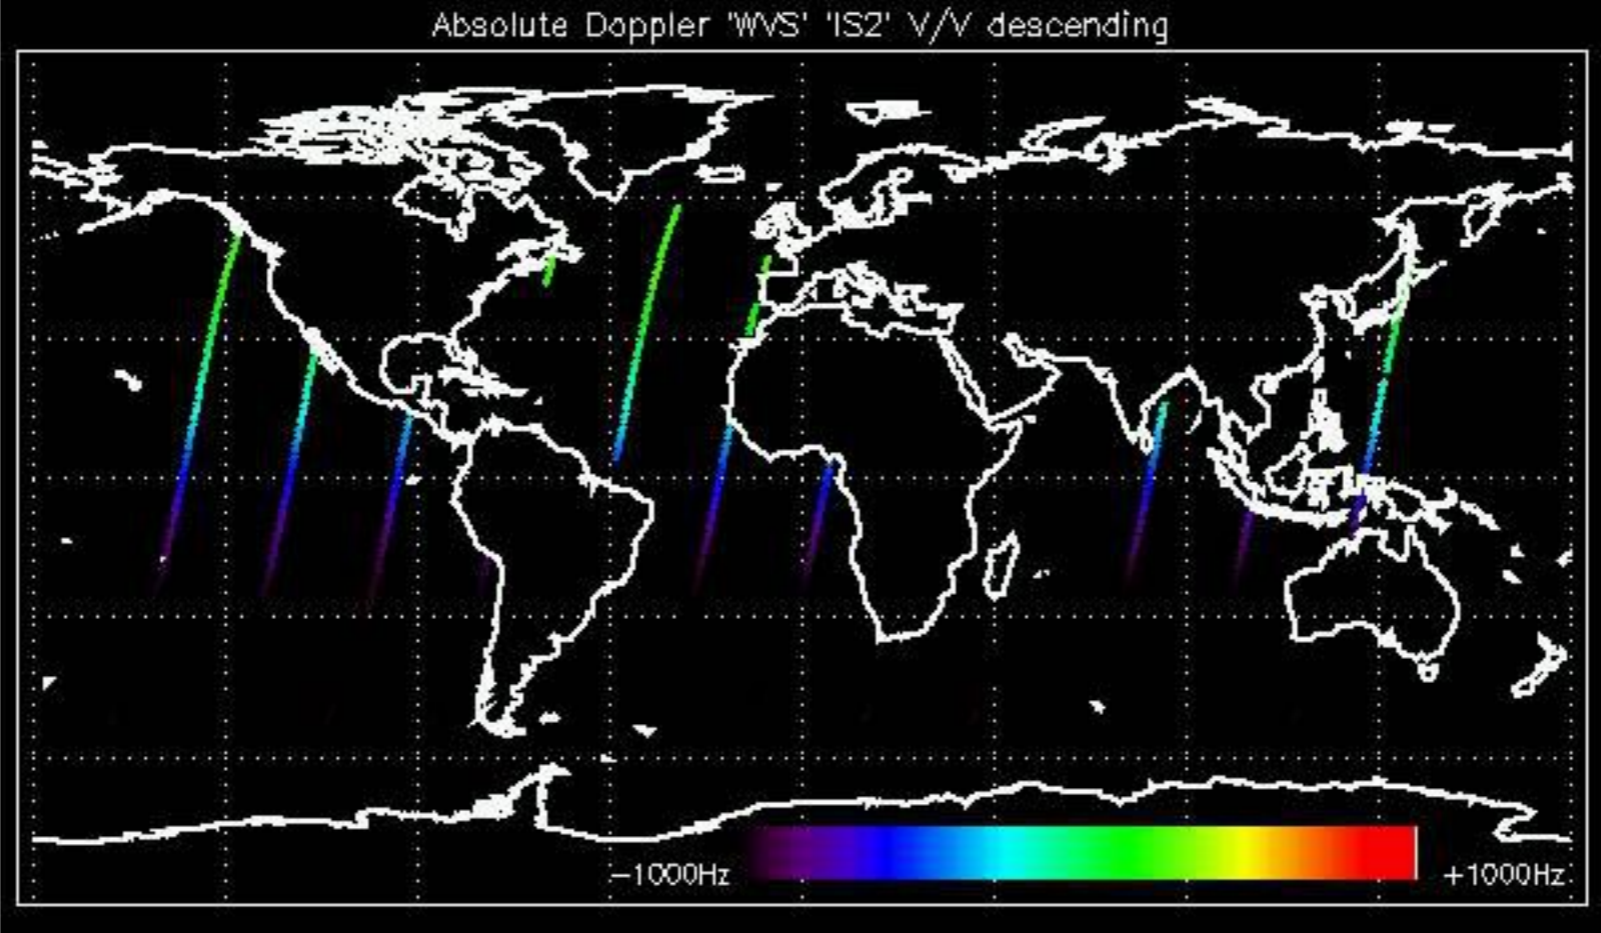 Absolute Doppler 'WVS' 'IS2' V/V descending
-1000Hz
+1000Hz